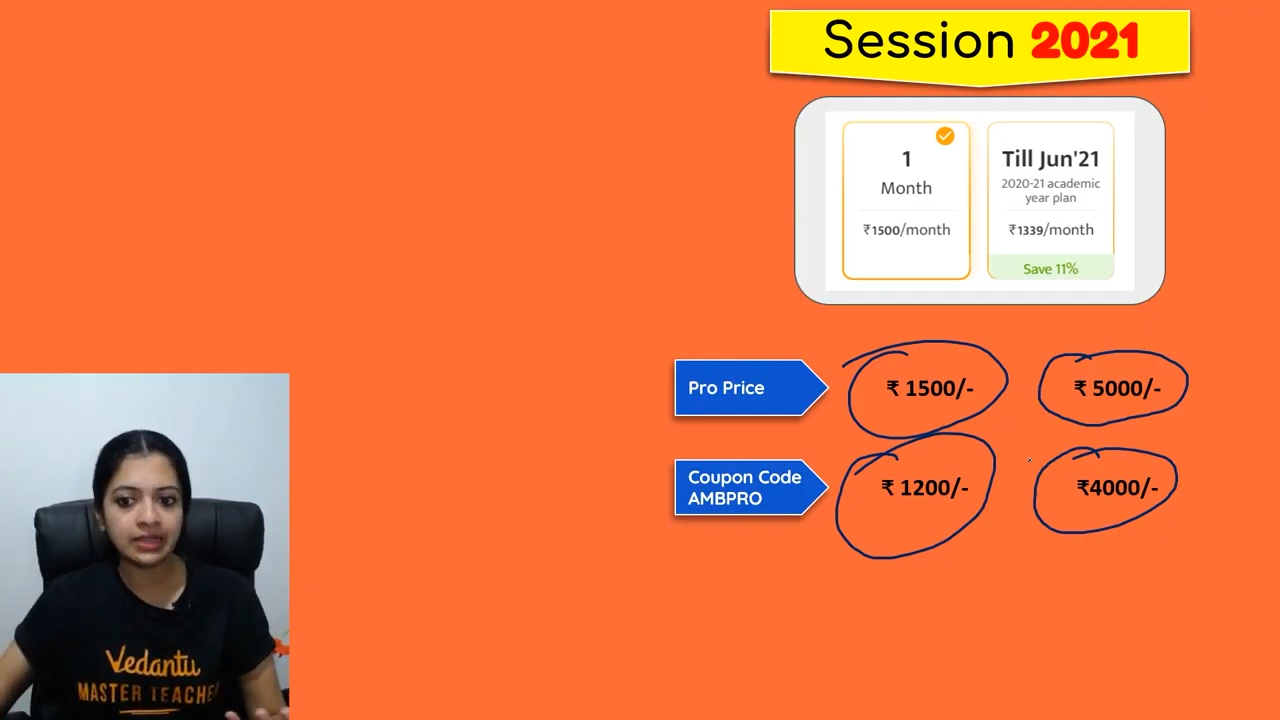 Session 2021
1
Month
₹1500/month
Till Jun'21
2020-21 academic
year plan
₹1339/month
Save 11%
Pro Price
₹ 1500/-
₹ 5000/-
Coupon Code
AMBPRO
₹ 1200/-
₹4000/-
Vedantu
MASTER TEACHER